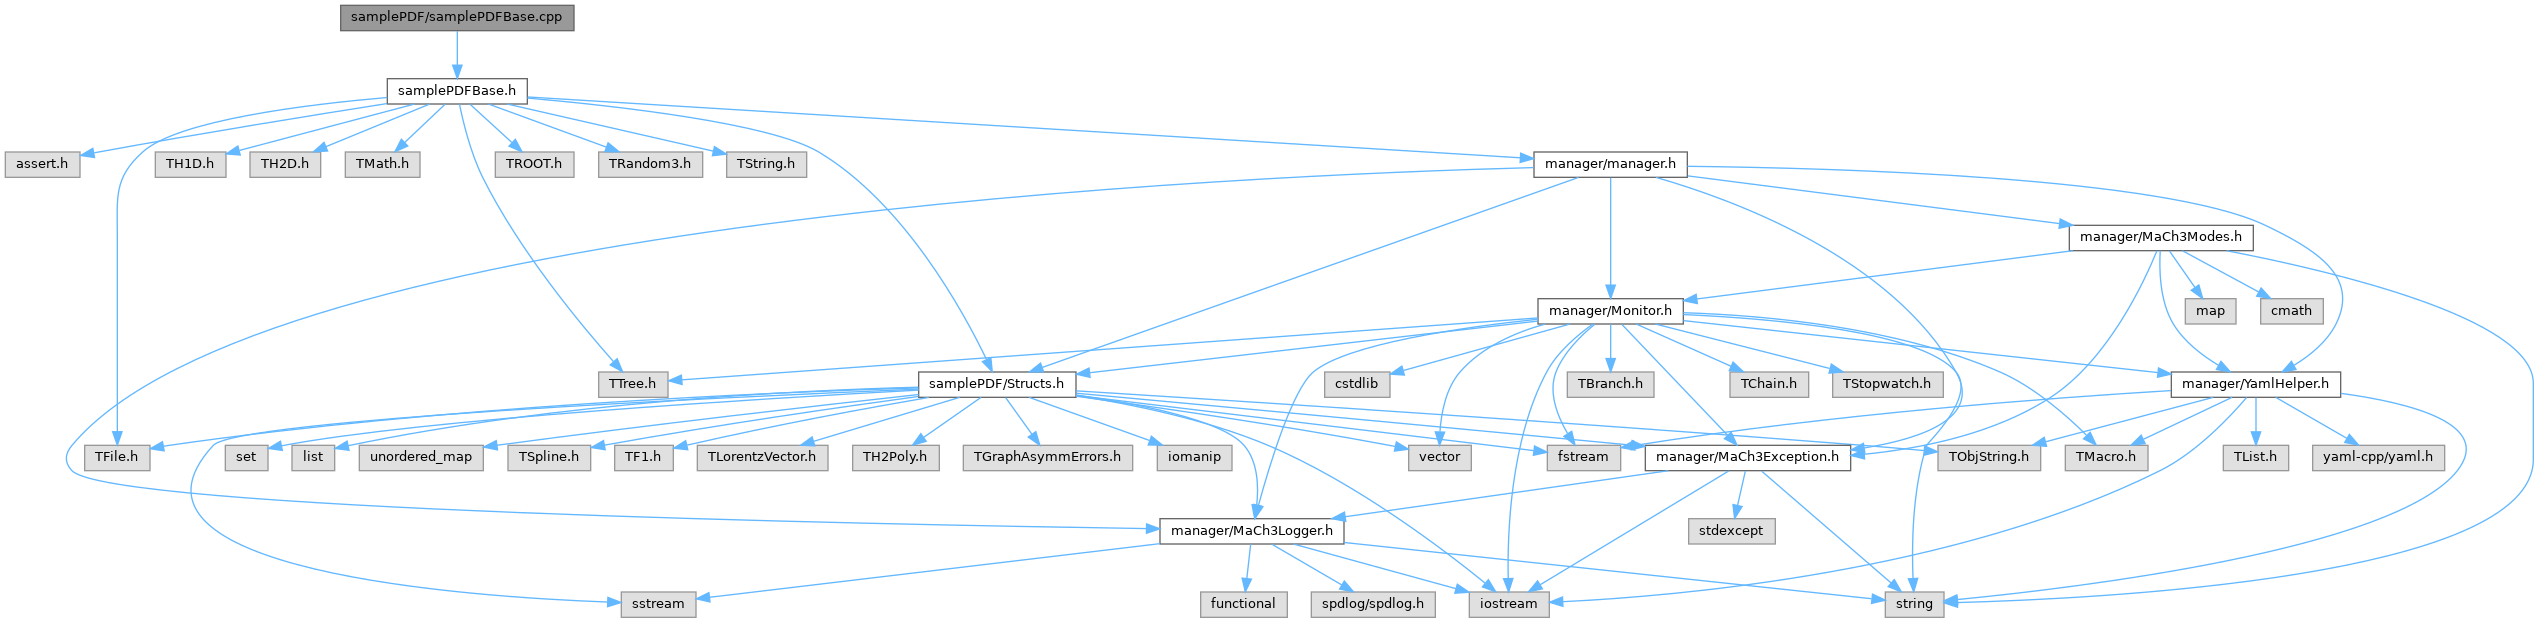 samplePDF/samplePDFBase.cpp
samplePDFBase.h
assert.h
TH1D.h
TH2D.h
TMath.h
TROOT.h
TRandom3.h
TString.h
manager/manager.h
manager/MaCh3Modes.h
manager/Monitor.h
map
cmath
TTree.h
samplePDF/Structs.h
cstdlib
TBranch.h
TChain.h
TStopwatch.h
manager/YamlHelper.h
TFile.h
set
list
unordered_map
TSpline.h
TF1.h
TLorentzVector.h
TH2Poly.h
TGraphAsymmErrors.h
iomanip
vector
fstream
manager/MaCh3Exception.h
TObjString.h
TMacro.h
TList.h
yaml-cpp/yaml.h
manager/MaCh3Logger.h
stdexcept
sstream
functional
spdlog/spdlog.h
iostream
string